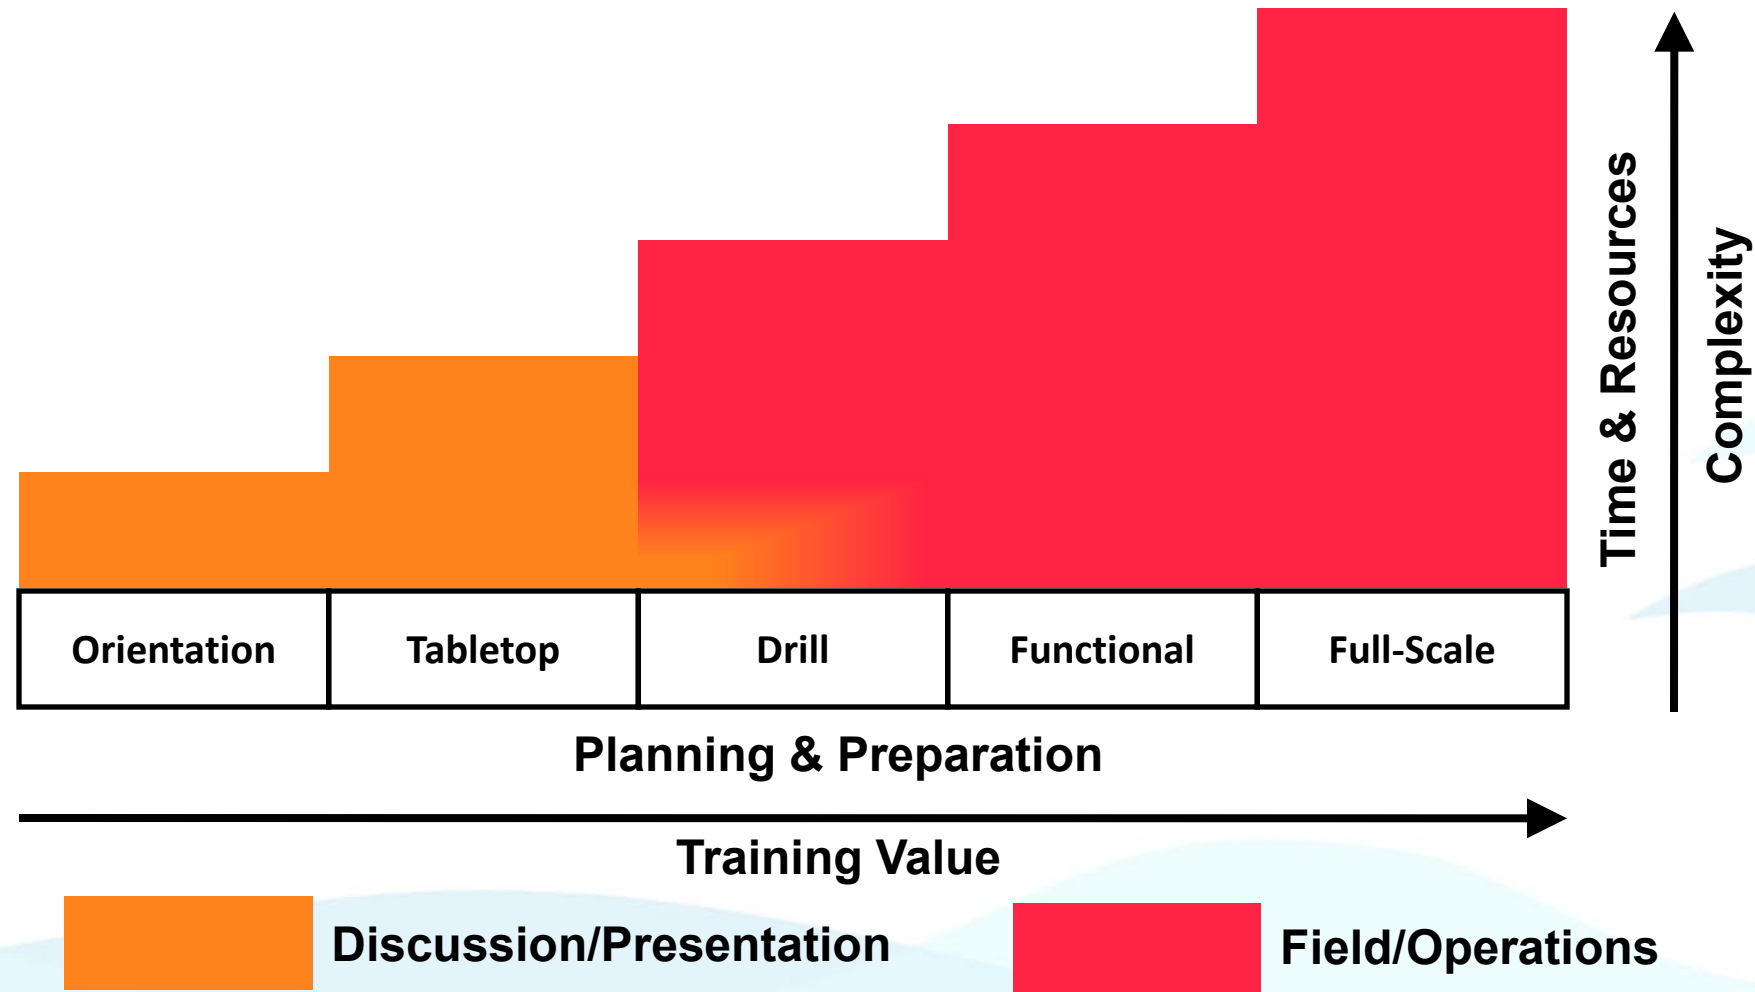 Time & Resources
Complexity
Orientation
Tabletop
Drill
Functional
Full-Scale
Planning & Preparation
Training Value
Discussion/Presentation
Field/Operations